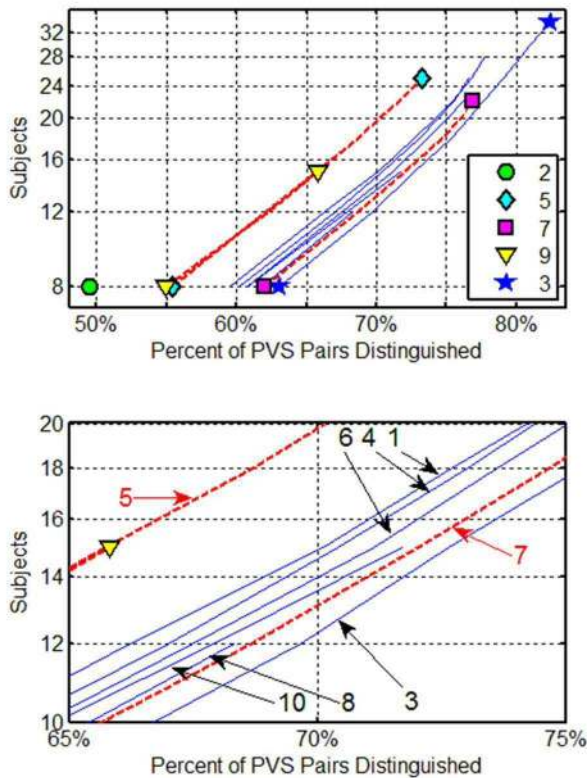 32
28
24
20
16
12
8
Subjects
2
5
7
9
3
50% 60% 70% 80%
Percent of PVS Pairs Distinguished
20
18
16
14
12
10
Subjects
6 4 1
5
7
10 8 3
65% 70% 75%
Percent of PVS Pairs Distinguished